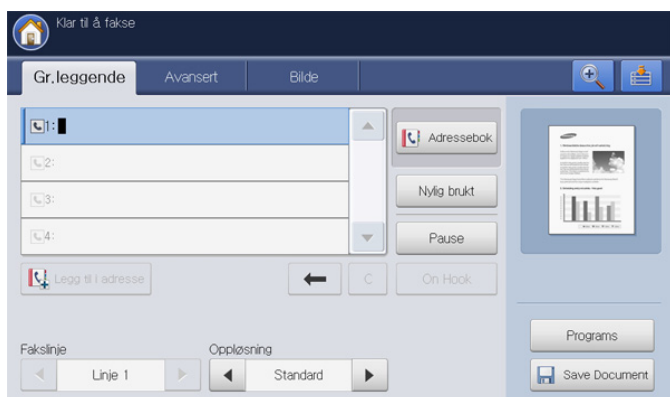 Klar til å fakse
Gr.leggende
Avansert
Bilde
1:
Adressebok
2:
Nylig brukt
3:
4:
Pause
Legg til i adresse
C
On Hook
Fakslinje
Oppløsning
Linje 1
Standard
Programs
Save Document